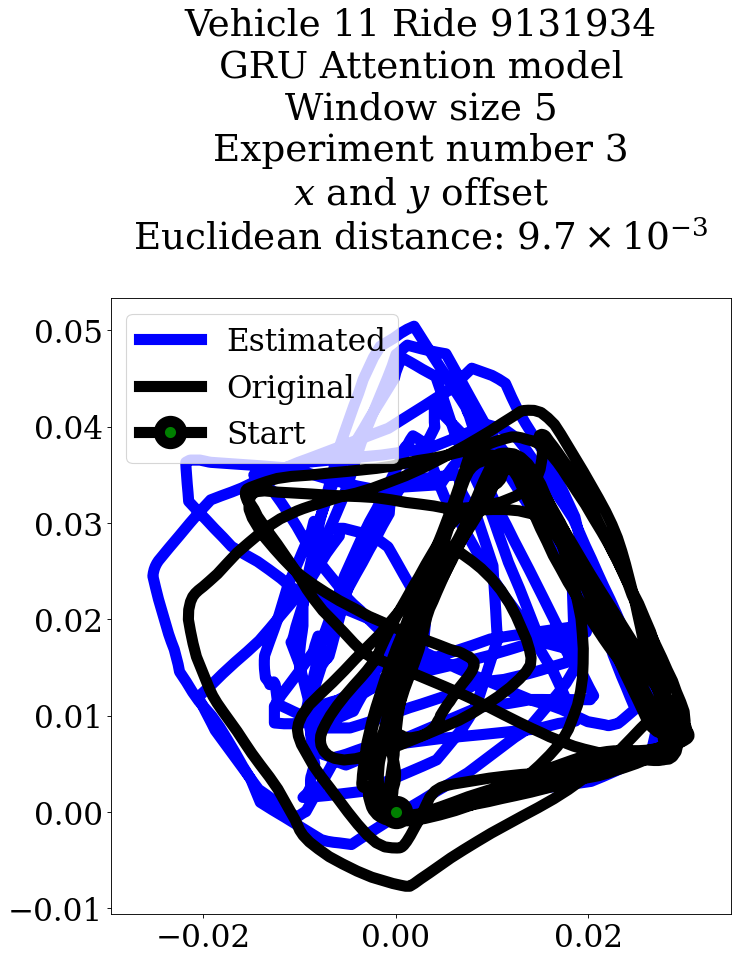 Vehicle 11 Ride 9131934
GRU Attention model
Window size 5
Experiment number 3
x and y offset
Euclidean distance: 9.7 × 10⁻³
Estimated
Original
Start
0.05
0.04
0.03
0.02
0.01
0.00
−0.01
−0.02
0.00
0.02